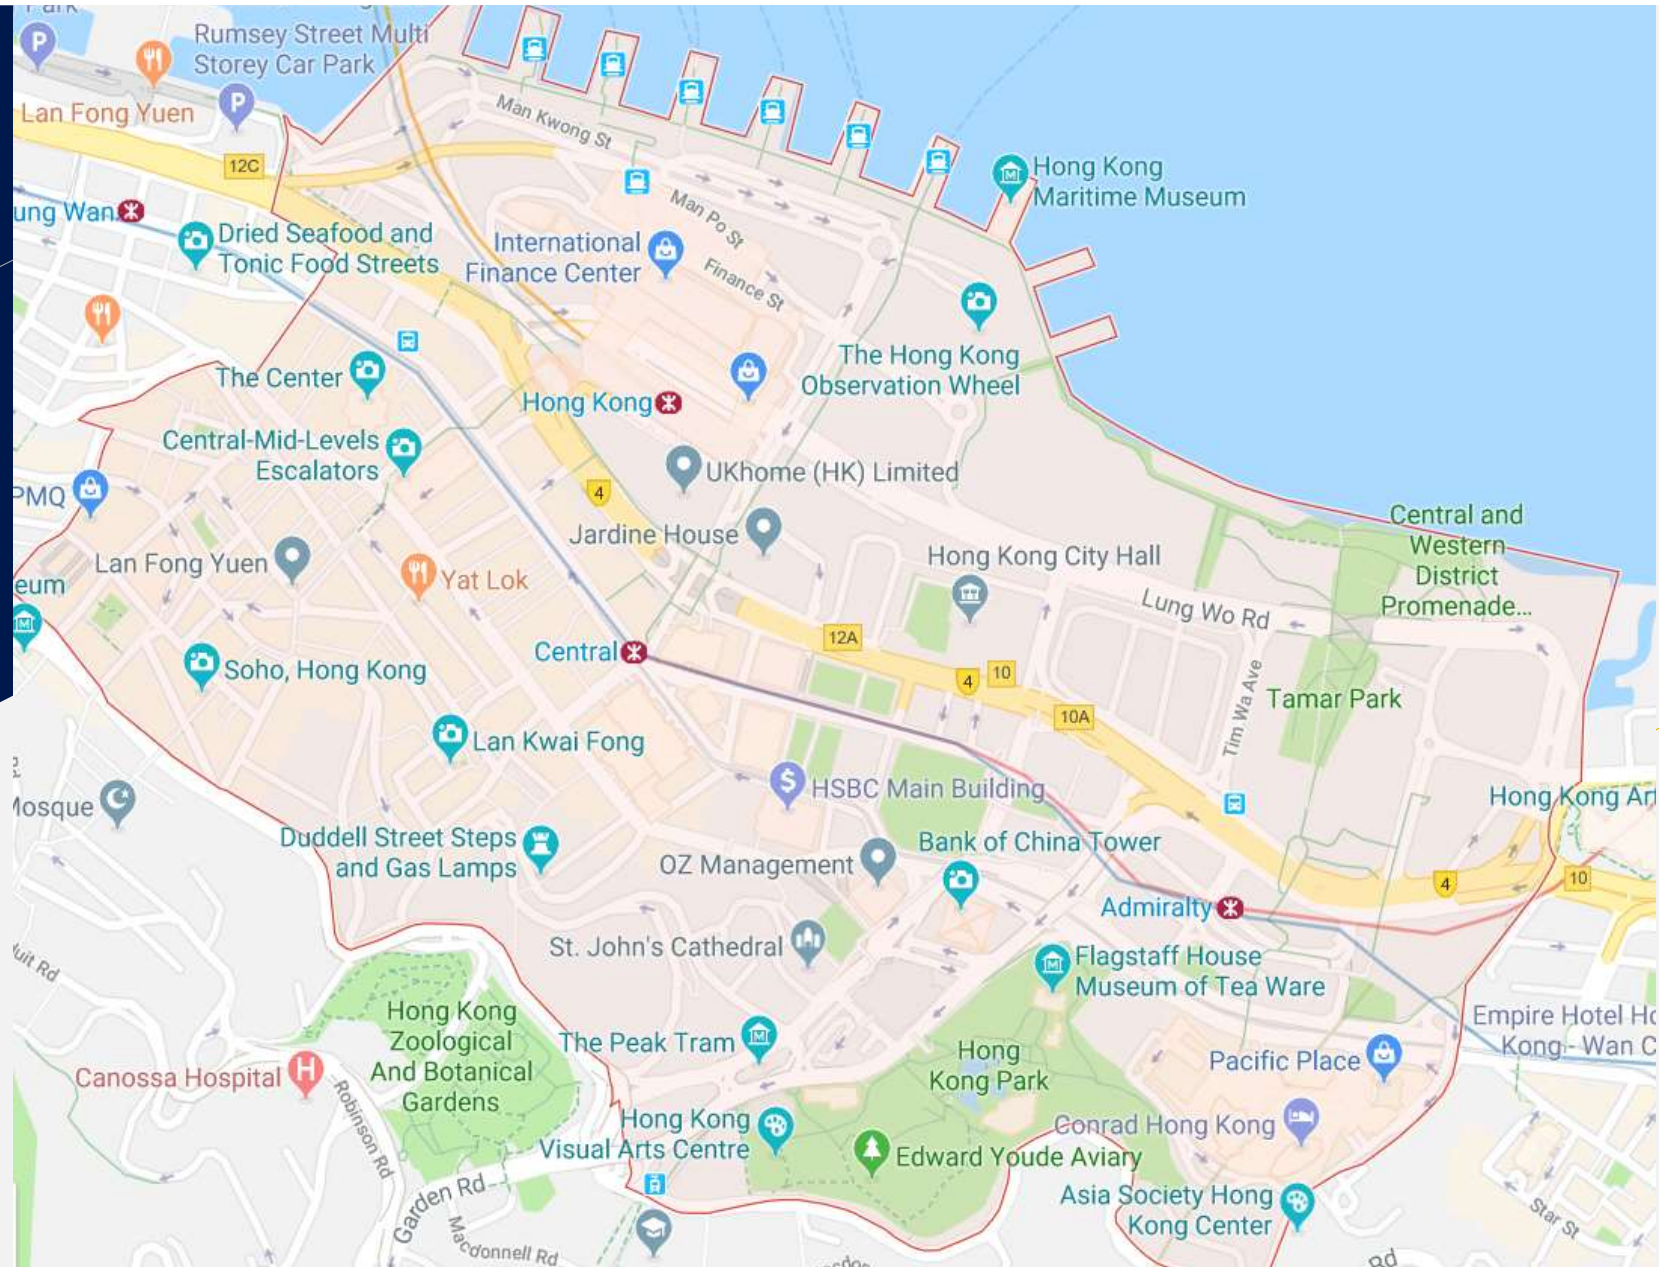 Park
Rumsey Street Multi
Storey Car Park
Lan Fong Yuen
12C
Man Kwong St
Hong Kong
Maritime Museum
ung Wan
Dried Seafood and
Tonic Food Streets
Man Po St
International
Finance Center
Finance St
The Hong Kong
Observation Wheel
The Center
Hong Kong
Central-Mid-Levels
Escalators
UKhome (HK) Limited
PMQ
4
Jardine House
Central and
Western
District
Promenade...
Hong Kong City Hall
Lan Fong Yuen
Yat Lok
eum
Lung Wo Rd
12A
Central
Soho, Hong Kong
4
10
10A
Tim Wa Ave
Tamar Park
Lan Kwai Fong
HSBC Main Building
Hong Kong Art
Mosque
Duddell Street Steps
and Gas Lamps
Bank of China Tower
OZ Management
4
10
Admiralty
St. John's Cathedral
Flagstaff House
Museum of Tea Ware
uit Rd
Hong Kong
Zoological
And Botanical
Gardens
The Peak Tram
Hong
Kong Park
Empire Hotel Ho
Kong - Wan C
Pacific Place
Canossa Hospital
Robinson Rd
Hong Kong
Visual Arts Centre
Conrad Hong Kong
Edward Youde Aviary
Garden Rd
Asia Society Hong
Kong Center
Macdonnell Rd
Star St
Rd